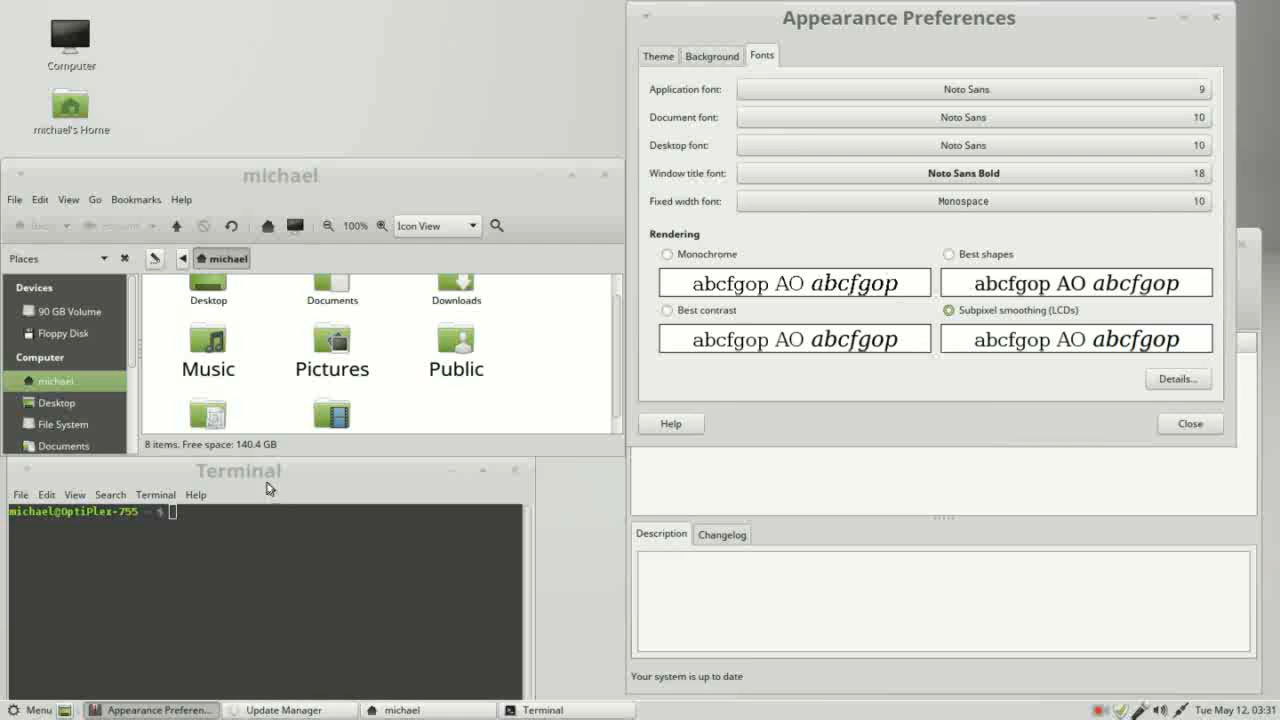 Computer
michael's Home
michael
File Edit View Go Bookmarks Help
100% Icon View
Places michael
Devices
90 GB Volume
Floppy Disk
Computer
michael
Desktop
File System
Documents
Desktop Documents Downloads
Music Pictures Public
8 items. Free space: 140.4 GB
Terminal
File Edit View Search Terminal Help
michael@OptiPlex-755 ~ $
Appearance Preferences
Theme Background Fonts
Application font: Noto Sans 9
Document font: Noto Sans 10
Desktop font: Noto Sans 10
Window title font: Noto Sans Bold 18
Fixed width font: Monospace 10
Rendering
Monochrome Best shapes
abcfgop AO abcfgop abcfgop AO abcfgop
Best contrast Subpixel smoothing (LCDs)
abcfgop AO abcfgop abcfgop AO abcfgop
Details...
Help Close
Description Changelog
Your system is up to date
Menu Appearance Preferen... Update Manager michael Terminal Tue May 12, 03:31